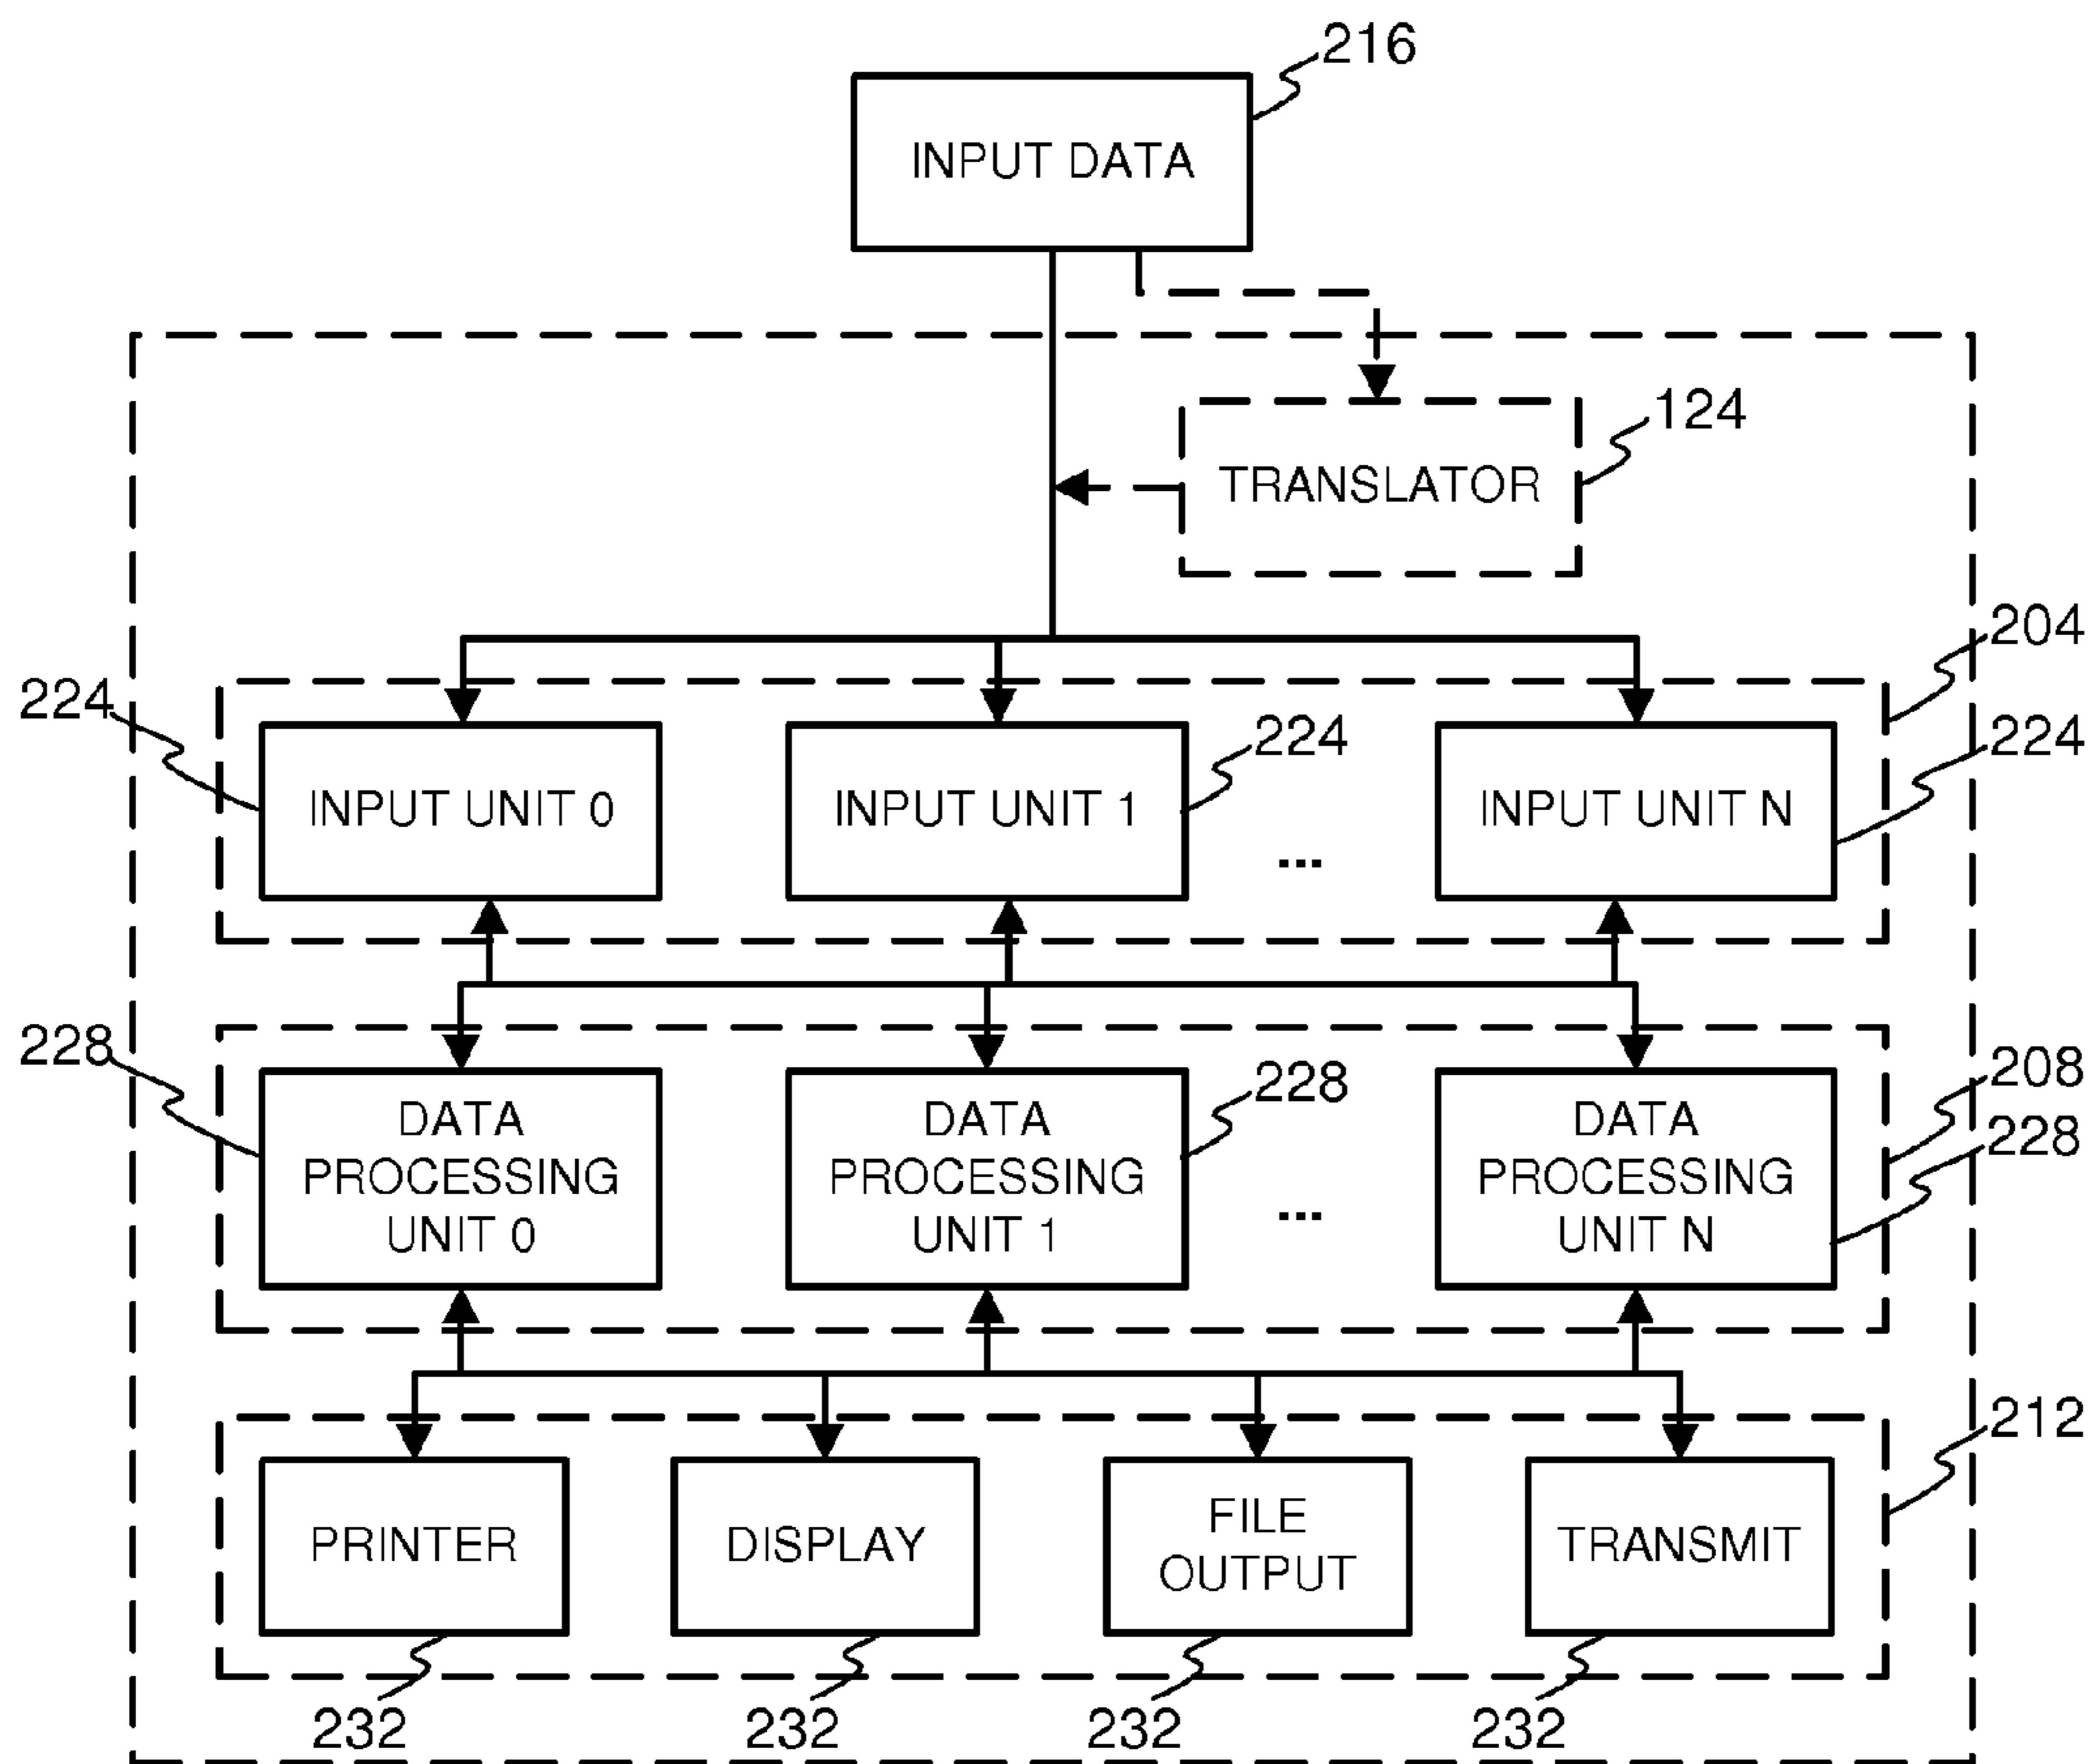 216
INPUT DATA
124
TRANSLATOR
204
224
224
224
INPUT UNIT 0
INPUT UNIT 1
...
INPUT UNIT N
228
228
208
228
DATA
PROCESSING
UNIT 0
DATA
PROCESSING
UNIT 1
...
DATA
PROCESSING
UNIT N
212
PRINTER
DISPLAY
FILE
OUTPUT
TRANSMIT
232
232
232
232